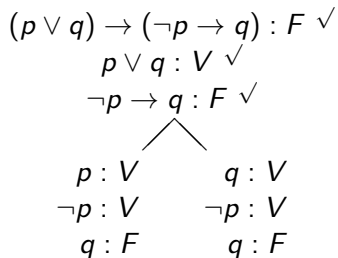 (p ∨ q) → (¬p → q) : F ✓
p ∨ q : V ✓
¬p → q : F ✓
p : V q : V
¬p : V ¬p : V
q : F q : F